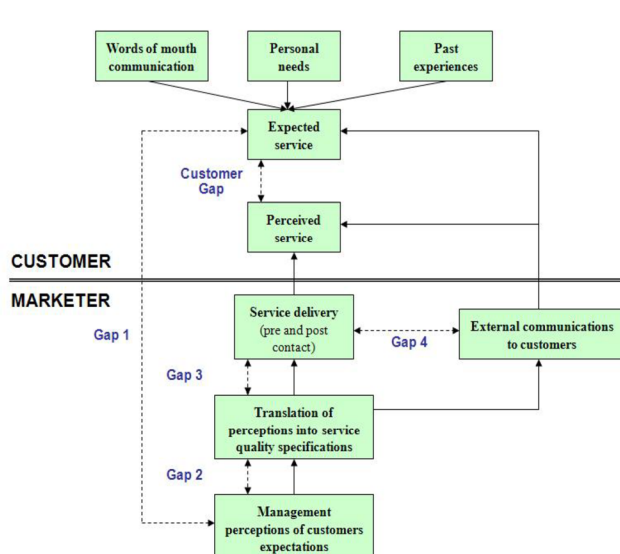 Words of mouth
communication
Personal
needs
Past
experiences
Expected
service
Customer
Gap
Perceived
service
CUSTOMER
MARKETER
Gap 1
Service delivery
(pre and post
contact)
Gap 4
External communications
to customers
Gap 3
Translation of
perceptions into service
quality specifications
Gap 2
Management
perceptions of customers
expectations